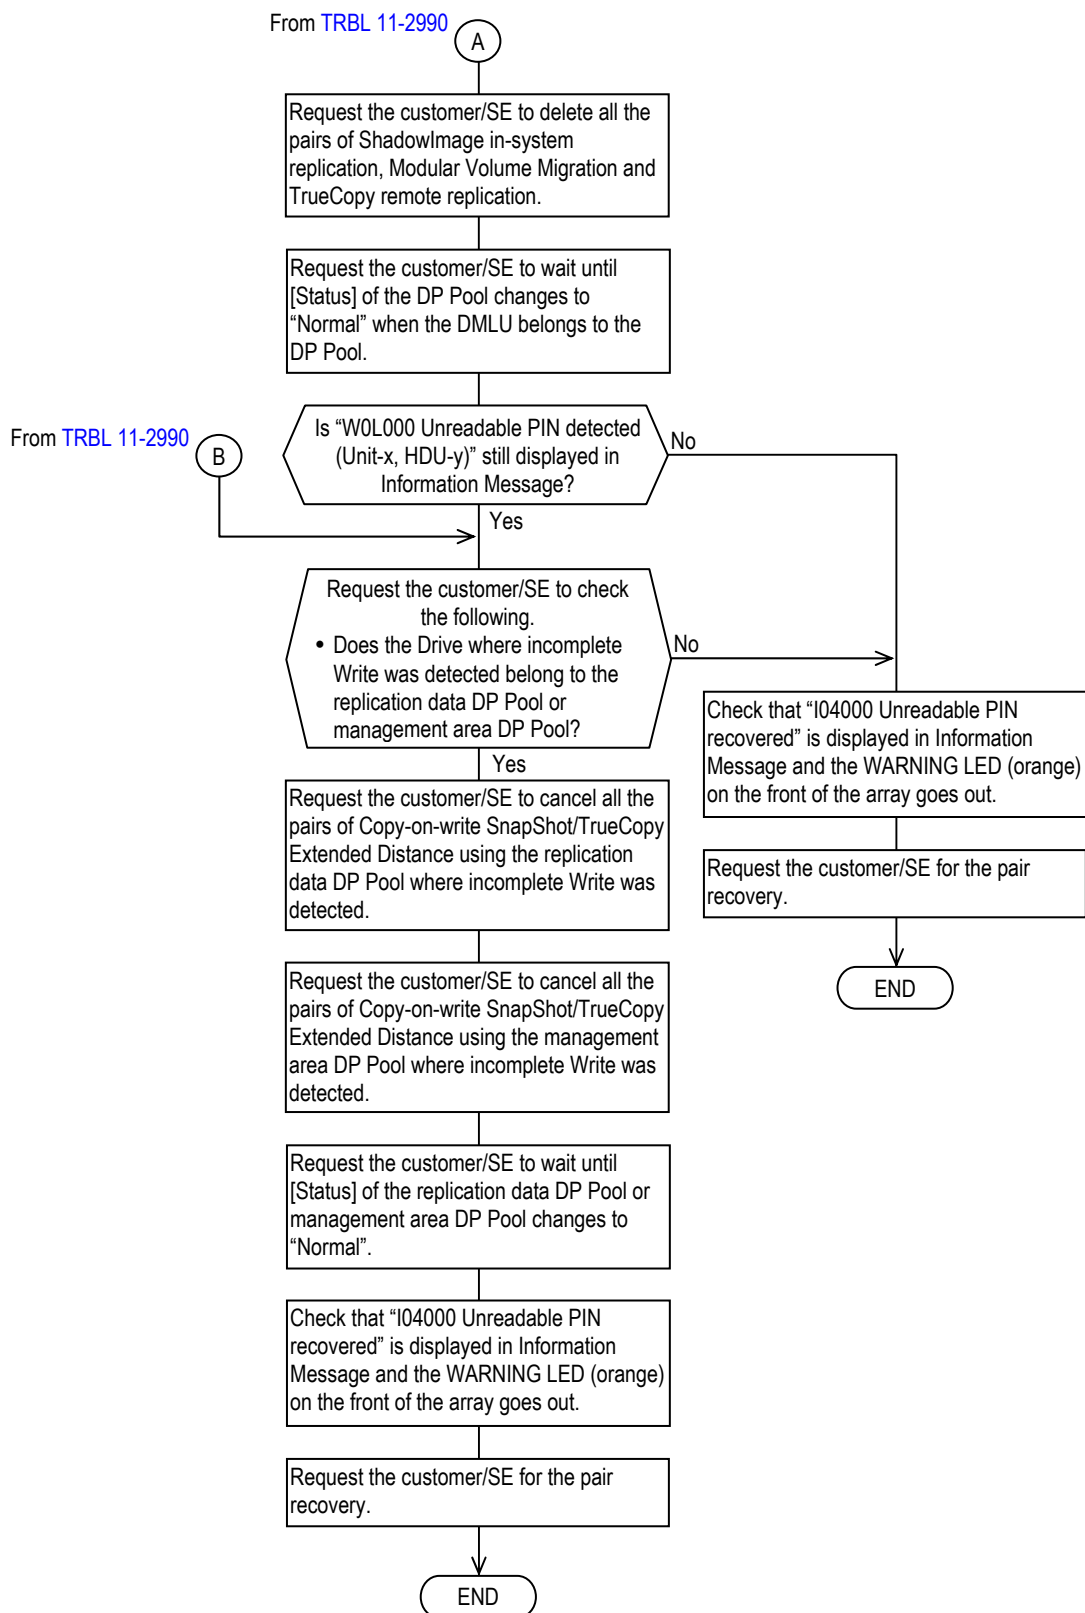 From TRBL 11-2990
A
Request the customer/SE to delete all the
pairs of ShadowImage in-system
replication, Modular Volume Migration and
TrueCopy remote replication.
Request the customer/SE to wait until
[Status] of the DP Pool changes to
“Normal” when the DMLU belongs to the
DP Pool.
From TRBL 11-2990
B
Is “W0L000 Unreadable PIN detected
(Unit-x, HDU-y)” still displayed in
Information Message?
No
Yes
Request the customer/SE to check
the following.
• Does the Drive where incomplete
Write was detected belong to the
replication data DP Pool or
management area DP Pool?
No
Yes
Check that “I04000 Unreadable PIN
recovered” is displayed in Information
Message and the WARNING LED (orange)
on the front of the array goes out.
Request the customer/SE for the pair
recovery.
END
Request the customer/SE to cancel all the
pairs of Copy-on-write SnapShot/TrueCopy
Extended Distance using the replication
data DP Pool where incomplete Write was
detected.
Request the customer/SE to cancel all the
pairs of Copy-on-write SnapShot/TrueCopy
Extended Distance using the management
area DP Pool where incomplete Write was
detected.
Request the customer/SE to wait until
[Status] of the replication data DP Pool or
management area DP Pool changes to
“Normal”.
Check that “I04000 Unreadable PIN
recovered” is displayed in Information
Message and the WARNING LED (orange)
on the front of the array goes out.
Request the customer/SE for the pair
recovery.
END